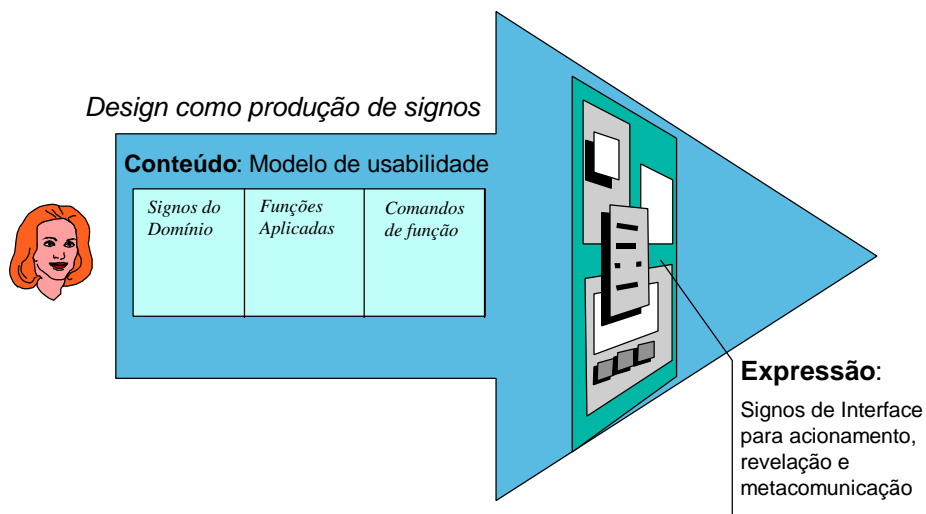 Design como produção de signos
Conteúdo: Modelo de usabilidade
Signos do
Domínio
Funções
Aplicadas
Comandos
de função
Expressão:
Signos de Interface
para acionamento,
revelação e
metacomunicação